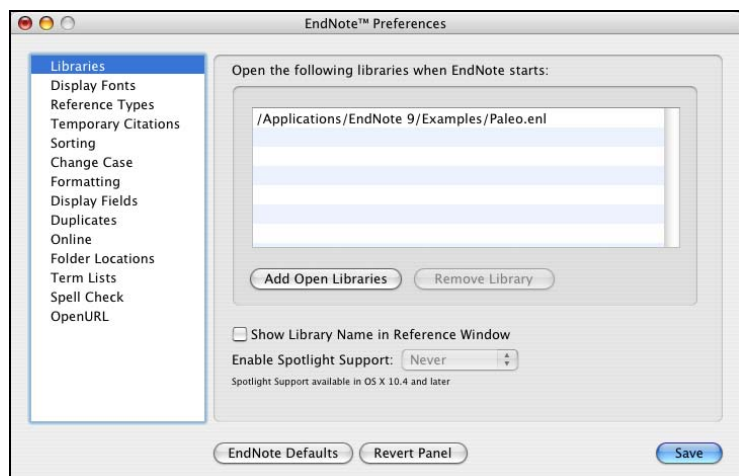 EndNote™ Preferences
Libraries
Display Fonts
Reference Types
Temporary Citations
Sorting
Change Case
Formatting
Display Fields
Duplicates
Online
Folder Locations
Term Lists
Spell Check
OpenURL
Open the following libraries when EndNote starts:
/Applications/EndNote 9/Examples/Paleo.enl
Add Open Libraries
Remove Library
Show Library Name in Reference Window
Enable Spotlight Support: Never
Spotlight Support available in OS X 10.4 and later
EndNote Defaults
Revert Panel
Save